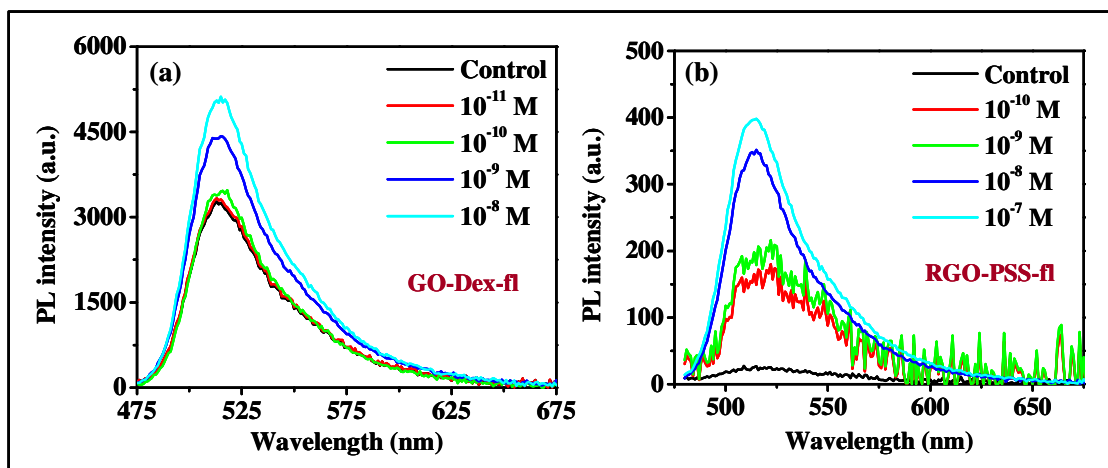 (a)
PL intensity (a.u.)
6000
4500
3000
1500
0
Control
10⁻¹¹ M
10⁻¹⁰ M
10⁻⁹ M
10⁻⁸ M
GO-Dex-fl
475 525 575 625 675
Wavelength (nm)
(b)
PL intensity (a.u.)
500
400
300
200
100
0
Control
10⁻¹⁰ M
10⁻⁹ M
10⁻⁸ M
10⁻⁷ M
RGO-PSS-fl
500 550 600 650
Wavelength (nm)